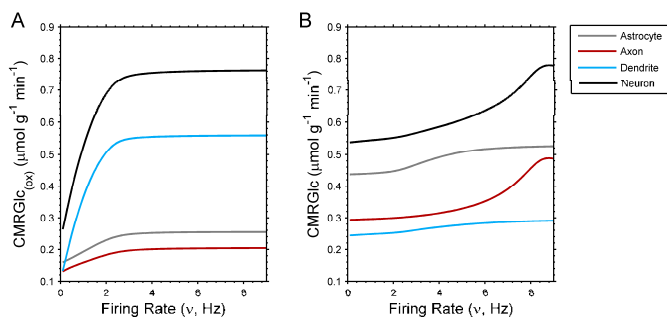 A
CMRGlc(ox) (μmol g⁻¹ min⁻¹)
0.9
0.8
0.7
0.6
0.5
0.4
0.3
0.2
0.1
0
2
4
6
8
Firing Rate (ν, Hz)
B
CMRGlc (μmol g⁻¹ min⁻¹)
0.9
0.8
0.7
0.6
0.5
0.4
0.3
0.2
0.1
0
2
4
6
8
Firing Rate (ν, Hz)
Astrocyte
Axon
Dendrite
Neuron